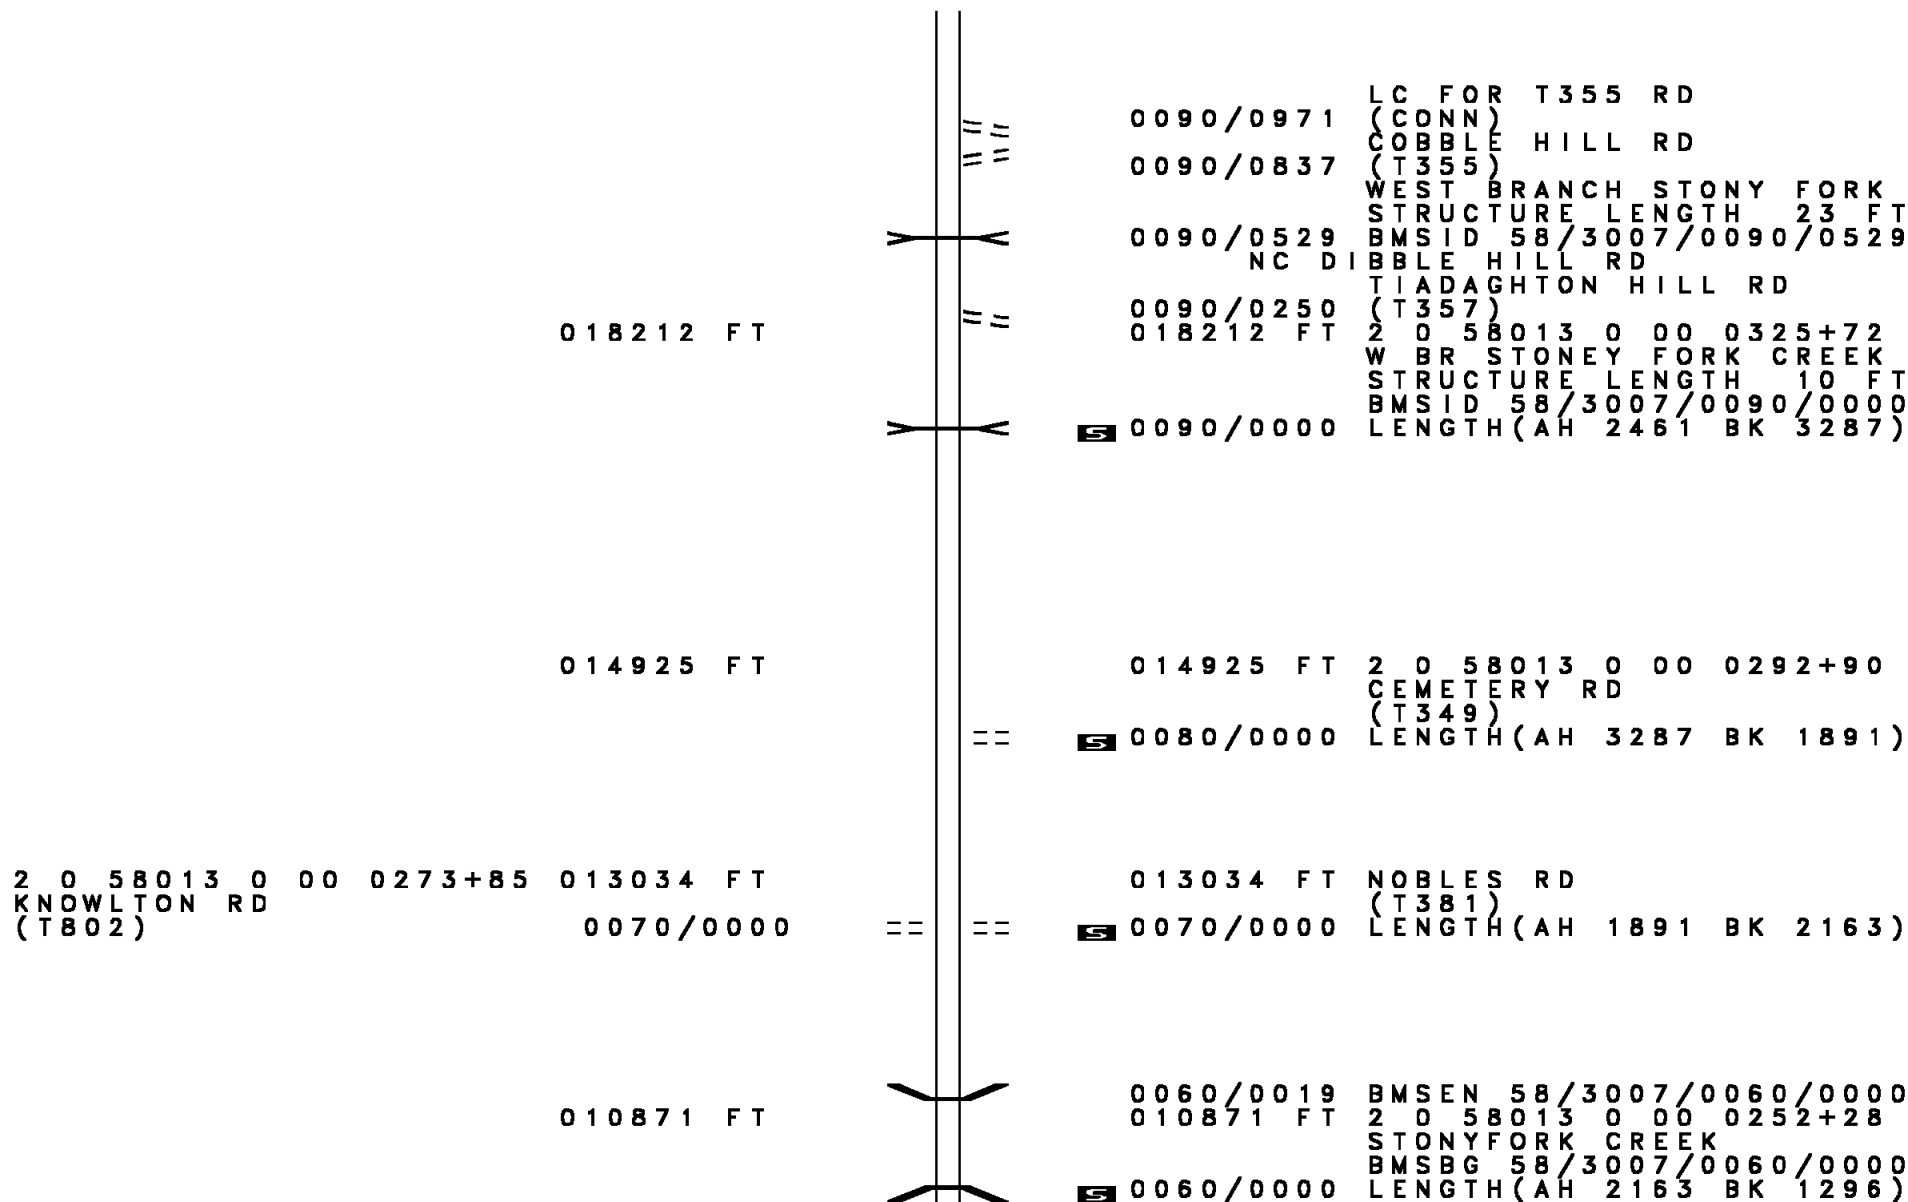 LC FOR T355 RD
0090/0971 (CONN)
COBBLE HILL RD
0090/0837 (T355)
WEST BRANCH STONY FORK
STRUCTURE LENGTH 23 FT
0090/0529 BMSID 58/3007/0090/0529
NC DIBBLE HILL RD
TIADAGHTON HILL RD
0090/0250 (T357)
018212 FT 018212 FT 2 0 58013 0 00 0325+72
W BR STONEY FORK CREEK
STRUCTURE LENGTH 10 FT
BMSID 58/3007/0090/0000
S 0090/0000 LENGTH(AH 2461 BK 3287)
014925 FT 014925 FT 2 0 58013 0 00 0292+90
CEMETERY RD
(T349)
S 0080/0000 LENGTH(AH 3287 BK 1891)
2 0 58013 0 00 0273+85 013034 FT 013034 FT NOBLES RD
KNOWLTON RD (T381)
(T802) 0070/0000 S 0070/0000 LENGTH(AH 1891 BK 2163)
0060/0019 BMSEN 58/3007/0060/0000
010871 FT 010871 FT 2 0 58013 0 00 0252+28
STONYFORK CREEK
BMSBG 58/3007/0060/0000
S 0060/0000 LENGTH(AH 2163 BK 1296)